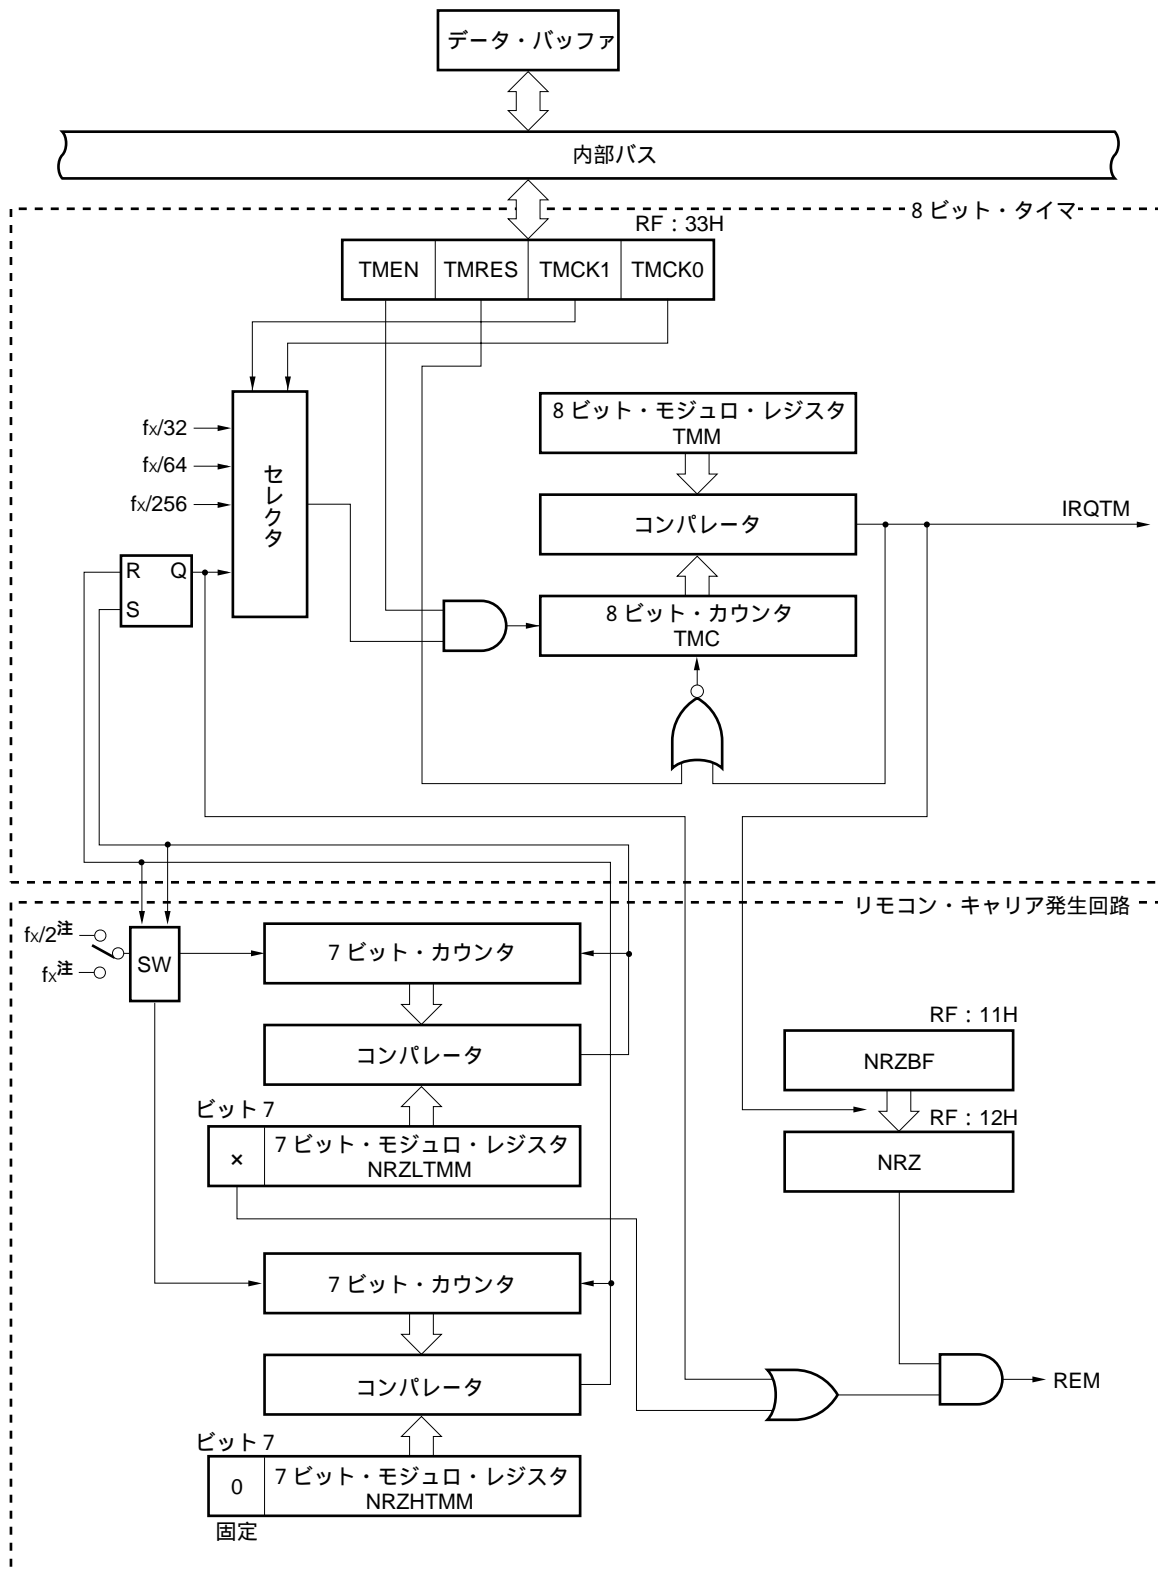 データ・バッファ
内部バス
8 ビット・タイマ
RF : 33H
TMEN TMRES TMCK1 TMCK0
fX/32
fX/64
fX/256
セレクタ
8 ビット・モジュロ・レジスタ
TMM
コンパレータ
IRQTM
R Q
S
8 ビット・カウンタ
TMC
リモコン・キャリア発生回路
fX/2注
fX注
SW
7 ビット・カウンタ
コンパレータ
ビット 7
× 7 ビット・モジュロ・レジスタ
NRZLTMM
RF : 11H
NRZBF
RF : 12H
NRZ
7 ビット・カウンタ
コンパレータ
REM
ビット 7
0 7 ビット・モジュロ・レジスタ
NRZHTMM
固定